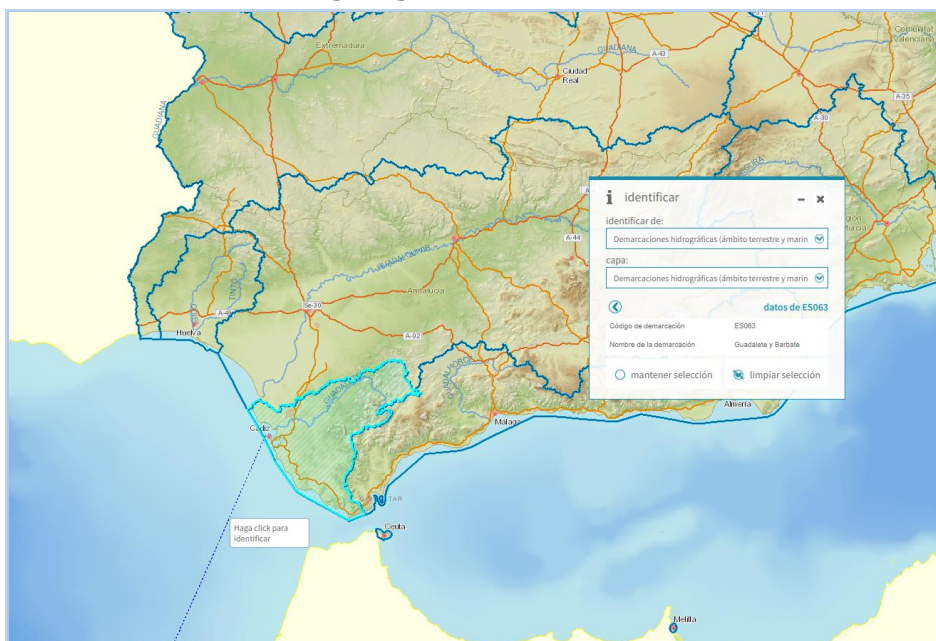 Extremadura
GUADIANA
A-43
Ciudad
Real
Comunitat
Valenciana
A-35
A-30
GUADIANA
SEGURA
GUADALQUIVIR
A-44
Andalucía
TINTO
A-49
Se-30
Huelva
A-92
Cádiz
Málaga
Almería
Ceuta
Melilla
Haga click para
identificar
i identificar
identificar de:
Demarcaciones hidrográficas (ámbito terrestre y marin
capa:
Demarcaciones hidrográficas (ámbito terrestre y marin
datos de ES063
Código de demarcación ES063
Nombre de la demarcación Guadalete y Barbate
mantener selección
limpiar selección